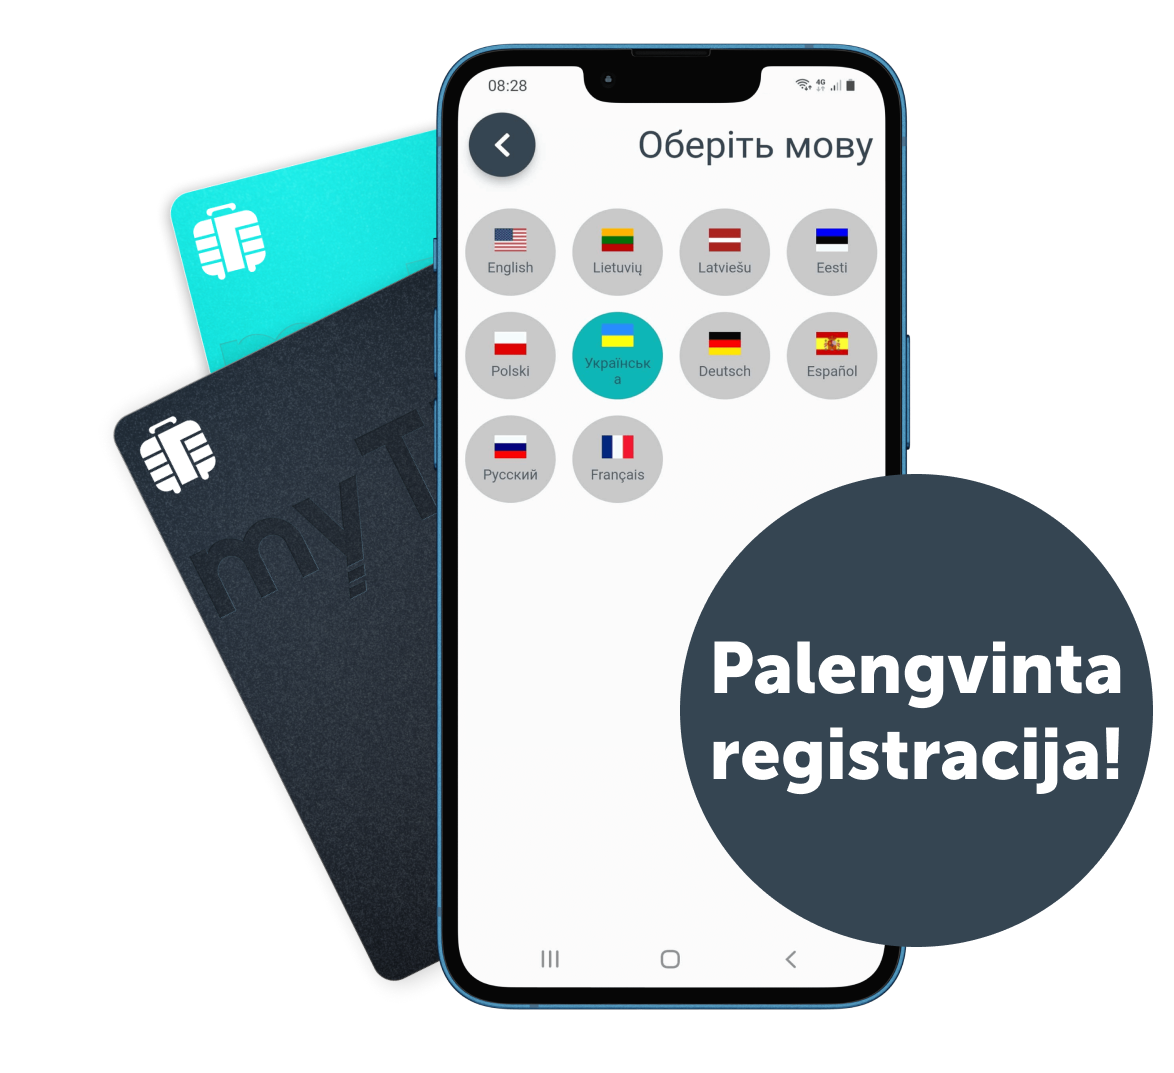 08:28
4G
Оберіть мову
English
Lietuvių
Latviešu
Eesti
Polski
Українськ
а
Deutsch
Español
Русский
Français
myT
Palengvinta
registracija!